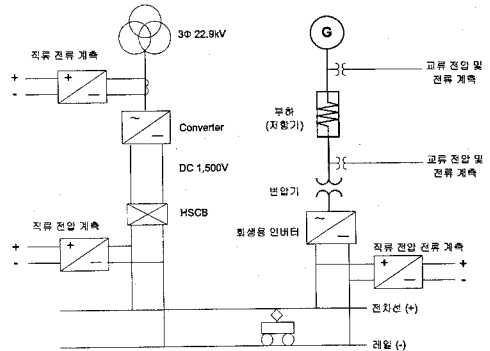 3Φ 22.9kV
G
직류 전류 계측
+
-
+
교류 전압 및
전류 계측
부하
(저항기)
~
Converter
DC 1,500V
교류 전압 및
전류 계측
변압기
HSCB
~
회생용 인버터
직류 전압 계측
+
-
+
직류 전압 전류 계측
+
+
-
전차선 (+)
레일 (-)